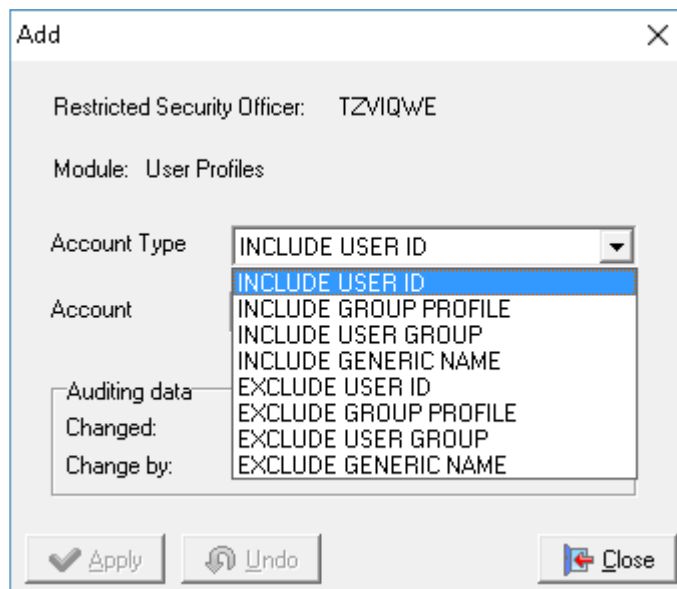 Add
Restricted Security Officer: TZVIQWE
Module: User Profiles
Account Type INCLUDE USER ID
INCLUDE USER ID
INCLUDE GROUP PROFILE
INCLUDE USER GROUP
INCLUDE GENERIC NAME
EXCLUDE USER ID
EXCLUDE GROUP PROFILE
EXCLUDE USER GROUP
EXCLUDE GENERIC NAME
Account
Auditing data
Changed:
Change by:
Apply Undo Close